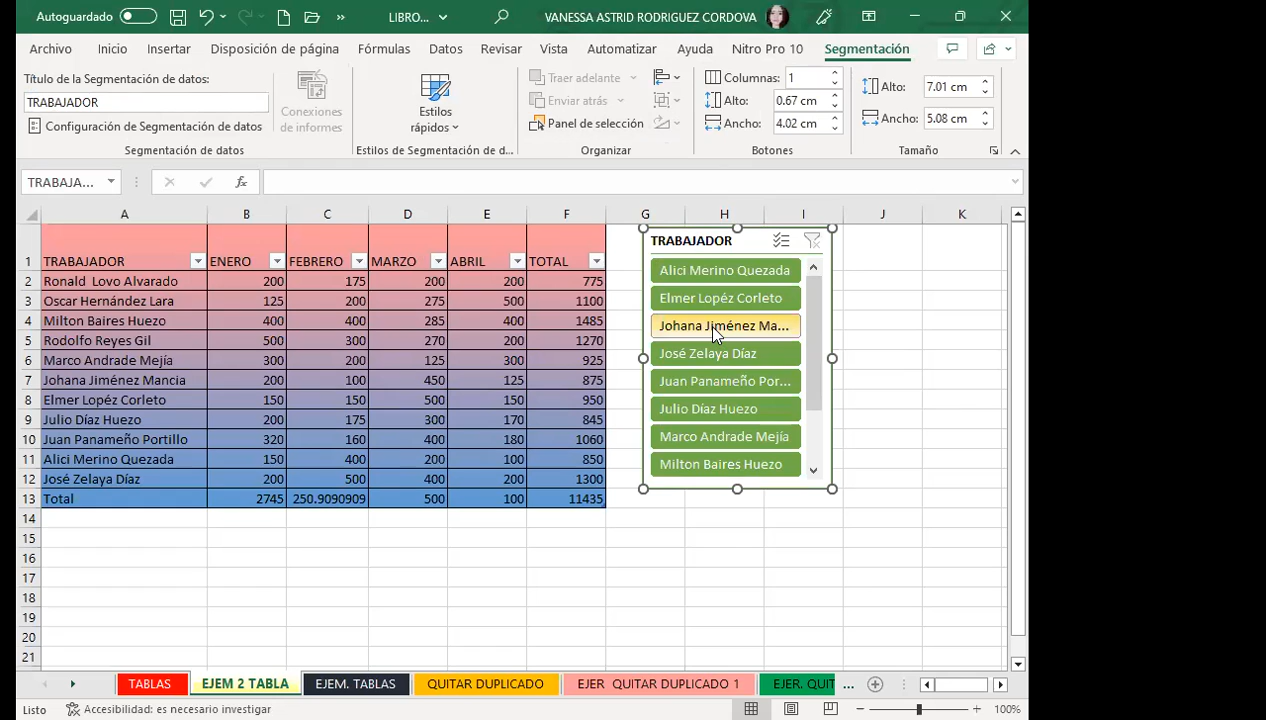 Autoguardado LIBRO... VANESSA ASTRID RODRIGUEZ CORDOVA
Archivo Inicio Insertar Disposición de página Fórmulas Datos Revisar Vista Automatizar Ayuda Nitro Pro 10 Segmentación
Título de la Segmentación de datos:
TRABAJADOR
Configuración de Segmentación de datos
Segmentación de datos
Conexiones
de informes
Estilos
rápidos
Estilos de Segmentación de d...
Traer adelante
Enviar atrás
Panel de selección
Organizar
Columnas: 1
Alto: 0.67 cm
Ancho: 4.02 cm
Botones
Alto: 7.01 cm
Ancho: 5.08 cm
Tamaño
TRABAJA... fx
A B C D E F G H I J K
1 TRABAJADOR ENERO FEBRERO MARZO ABRIL TOTAL
2 Ronald Lovo Alvarado 200 175 200 200 775
3 Oscar Hernández Lara 125 200 275 500 1100
4 Milton Baires Huezo 400 400 285 400 1485
5 Rodolfo Reyes Gil 500 300 270 200 1270
6 Marco Andrade Mejía 300 200 125 300 925
7 Johana Jiménez Mancia 200 100 450 125 875
8 Elmer Lopéz Corleto 150 150 500 150 950
9 Julio Díaz Huezo 200 175 300 170 845
10 Juan Panameño Portillo 320 160 400 180 1060
11 Alici Merino Quezada 150 400 200 100 850
12 José Zelaya Díaz 200 500 400 200 1300
13 Total 2745 250.9090909 500 100 11435
14
15
16
17
18
19
20
21
TRABAJADOR
Alici Merino Quezada
Elmer Lopéz Corleto
Johana Jiménez Ma...
José Zelaya Díaz
Juan Panameño Por...
Julio Díaz Huezo
Marco Andrade Mejía
Milton Baires Huezo
TABLAS EJEM 2 TABLA EJEM. TABLAS QUITAR DUPLICADO EJER QUITAR DUPLICADO 1 EJER. QUIT ...
Listo Accesibilidad: es necesario investigar 100%